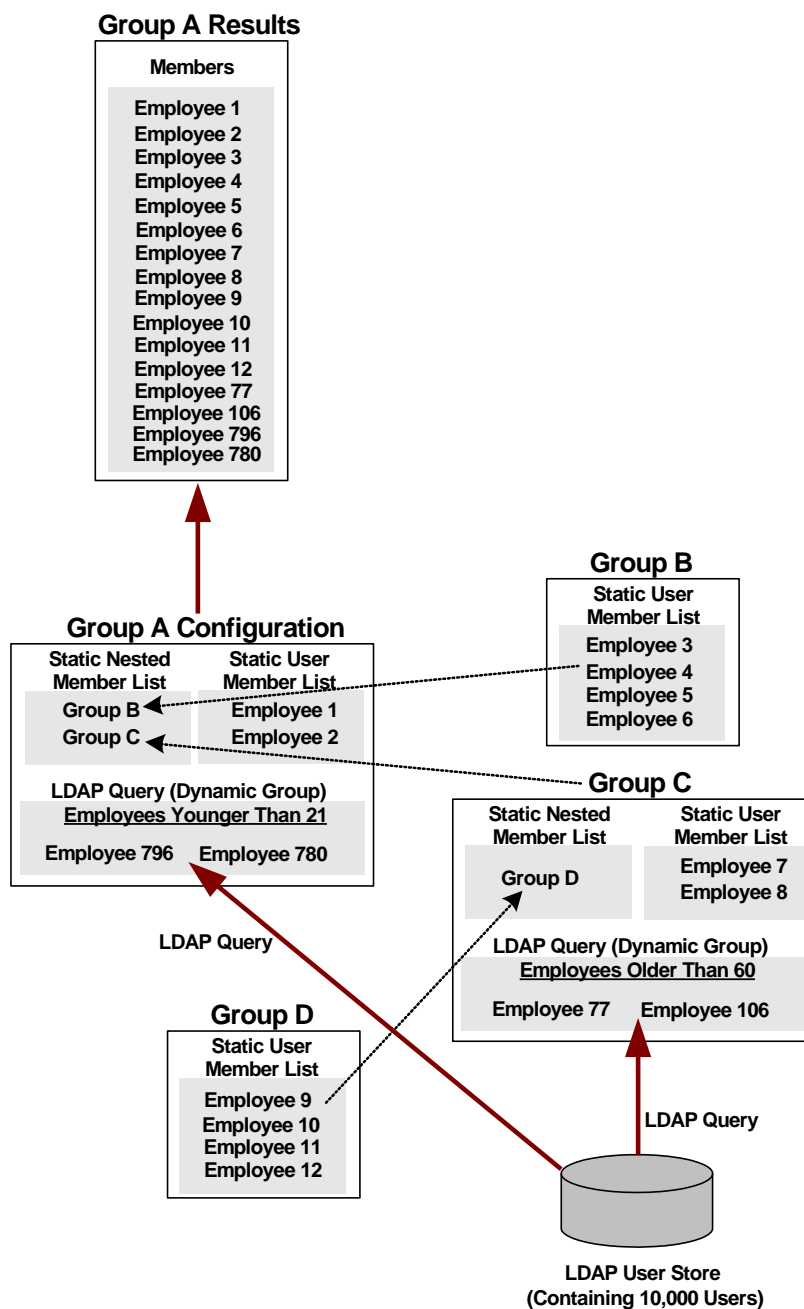 Group A Results
Members
Employee 1
Employee 2
Employee 3
Employee 4
Employee 5
Employee 6
Employee 7
Employee 8
Employee 9
Employee 10
Employee 11
Employee 12
Employee 77
Employee 106
Employee 796
Employee 780
Group B
Static User
Member List
Employee 3
Employee 4
Employee 5
Employee 6
Group A Configuration
Static Nested
Member List
Group B
Group C
Static User
Member List
Employee 1
Employee 2
LDAP Query (Dynamic Group)
Employees Younger Than 21
Employee 796
Employee 780
LDAP Query
Group C
Static Nested
Member List
Group D
Static User
Member List
Employee 7
Employee 8
LDAP Query (Dynamic Group)
Employees Older Than 60
Employee 77
Employee 106
Group D
Static User
Member List
Employee 9
Employee 10
Employee 11
Employee 12
LDAP Query
LDAP User Store
(Containing 10,000 Users)